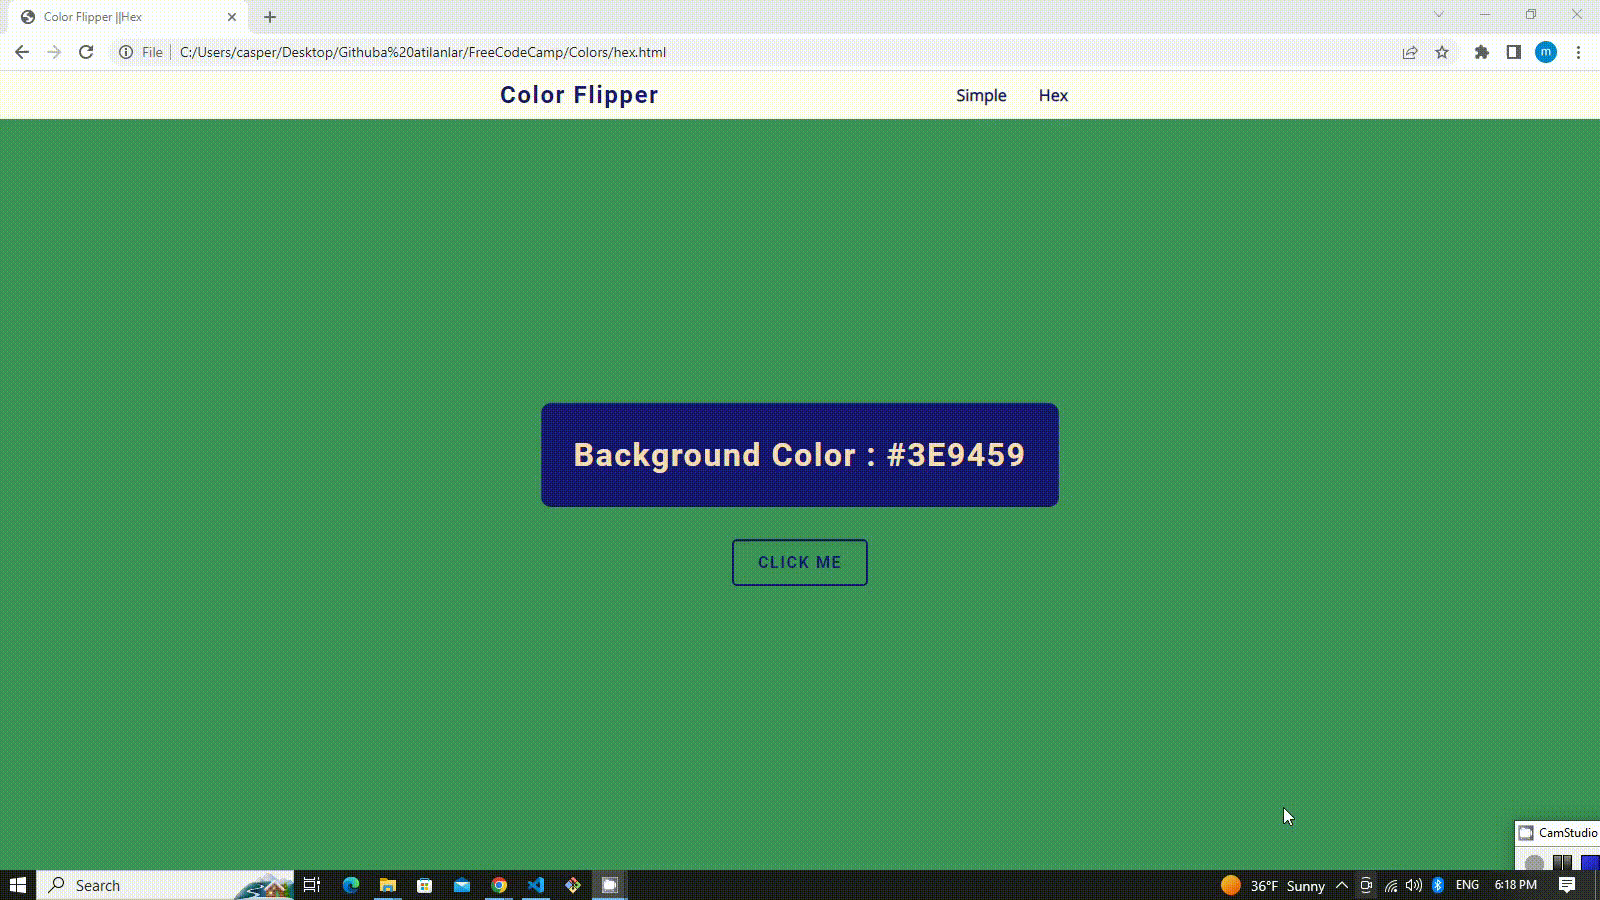 Color Flipper ||Hex
File
C:/Users/casper/Desktop/Githuba%20atilanlar/FreeCodeCamp/Colors/hex.html
m
Color Flipper
Simple
Hex
Background Color : #3E9459
CLICK ME
CamStudio
Search
36°F Sunny
ENG
6:18 PM